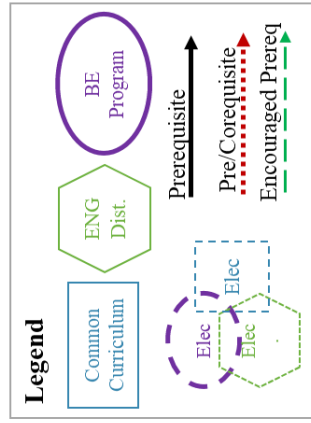 Legend
Common
Curiculum
ENG
Dist.
BE
Program
Elec
Elec
Elec
Prerequisite
Pre/Corequisite
Encouraged Prereq